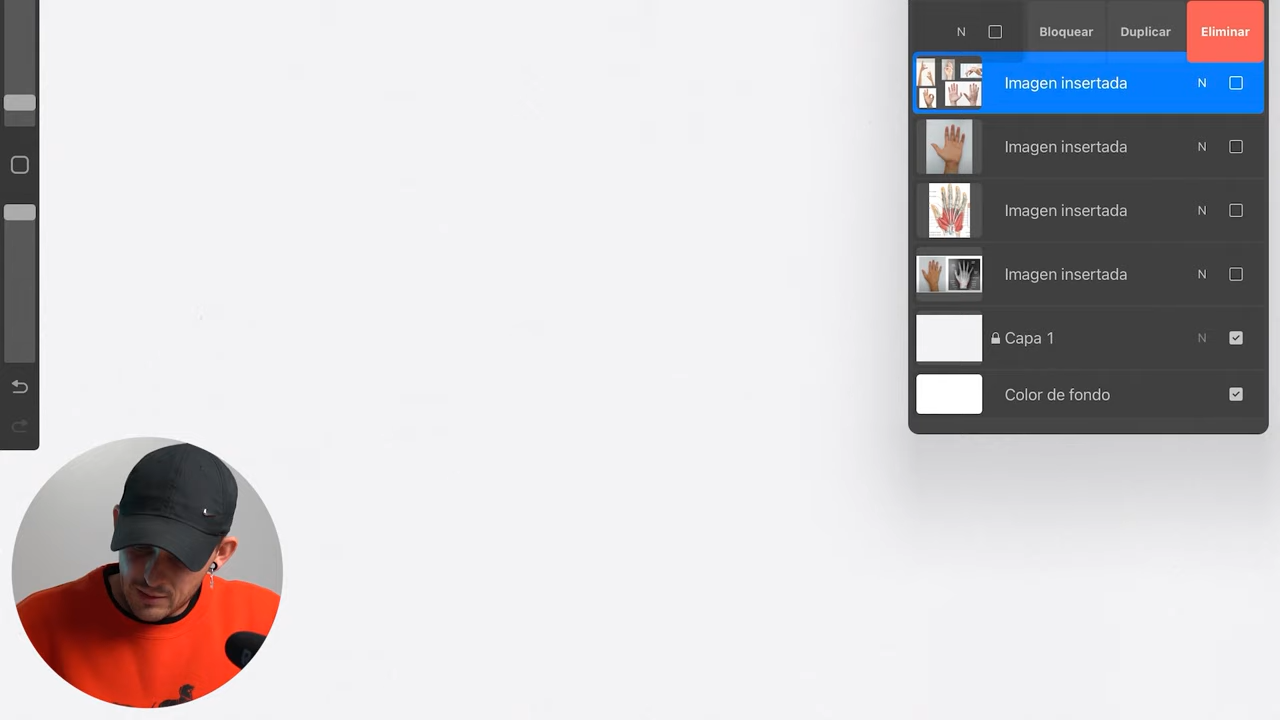 N Bloquear Duplicar Eliminar
Imagen insertada N
Imagen insertada N
Imagen insertada N
Imagen insertada N
Capa 1 N
Color de fondo